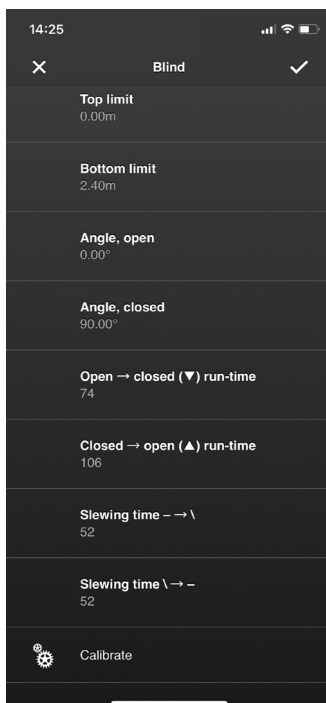 14:25
Blind
Top limit
0.00m
Bottom limit
2.40m
Angle, open
0.00°
Angle, closed
90.00°
Open → closed (▼) run-time
74
Closed → open (▲) run-time
106
Slewing time – → \
52
Slewing time \ → –
52
Calibrate